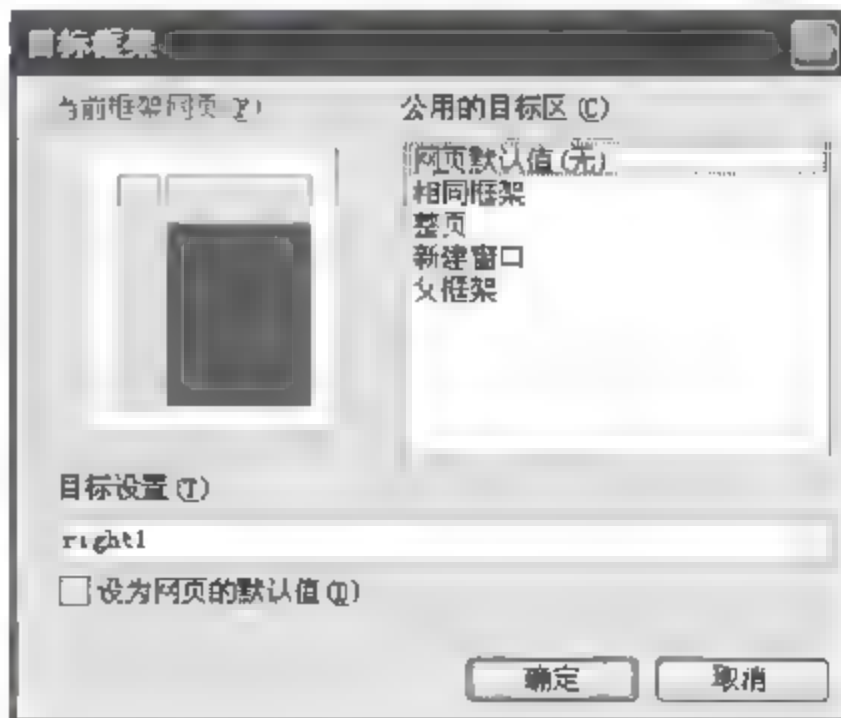 目标框架
当前框架网页(F)
公用的目标区(C)
网页默认值(无)
相同框架
整页
新建窗口
父框架
目标设置(T)
right1
设为网页的默认值(D)
确定
取消